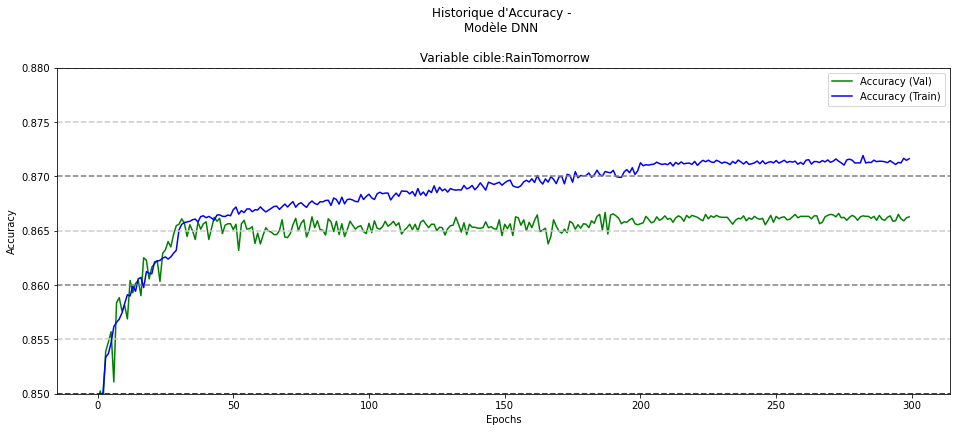 Historique d'Accuracy -
Modèle DNN
Variable cible:RainTomorrow
0.880
0.875
0.870
0.865
0.860
0.855
0.850
Accuracy
Accuracy (Val)
Accuracy (Train)
0
50
100
150
200
250
300
Epochs